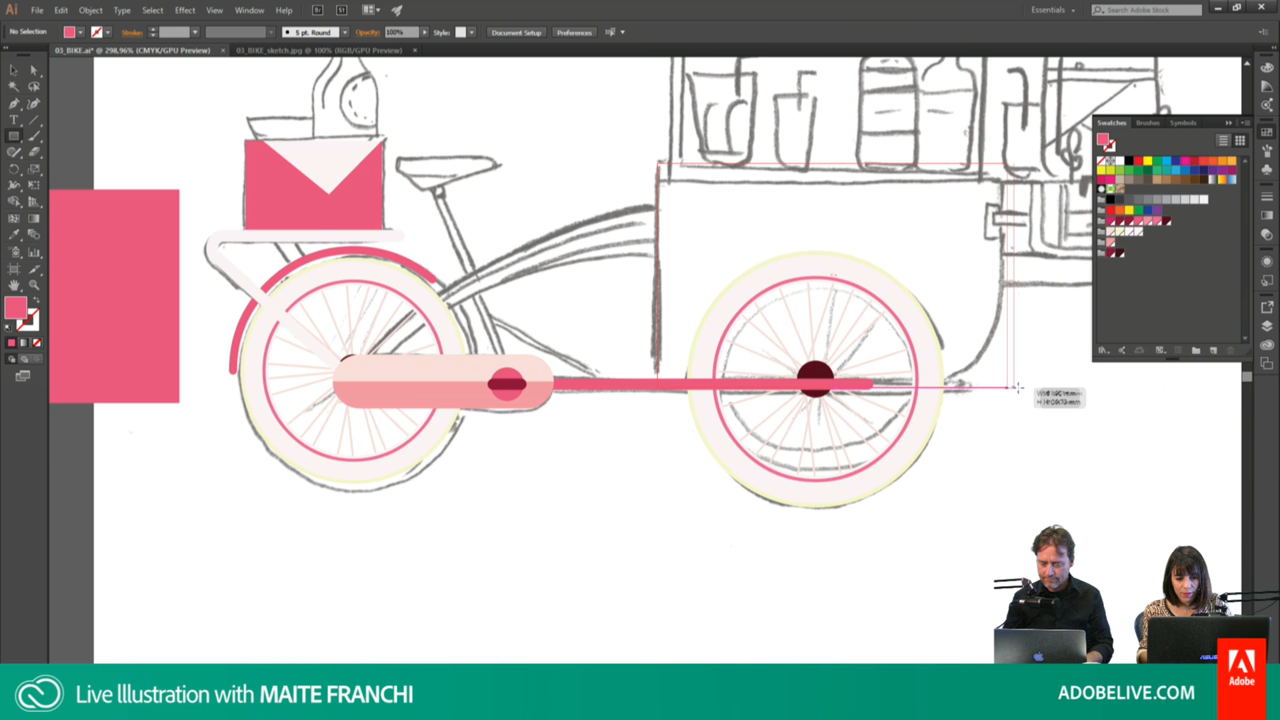 Ai File Edit Object Type Select Effect View Window Help Br St Essentials Search Adobe Stock
No Selection Stroke: 5 pt. Round Opacity: 100% Style: Document Setup Preferences
03_BIKE.ai* @ 298,96% (CMYK/GPU Preview) × 03_BIKE_sketch.jpg @ 100% (RGB/GPU Preview) ×
Swatches Brushes Symbols
Live Illustration with MAITE FRANCHI
ADOBELIVE.COM
Adobe